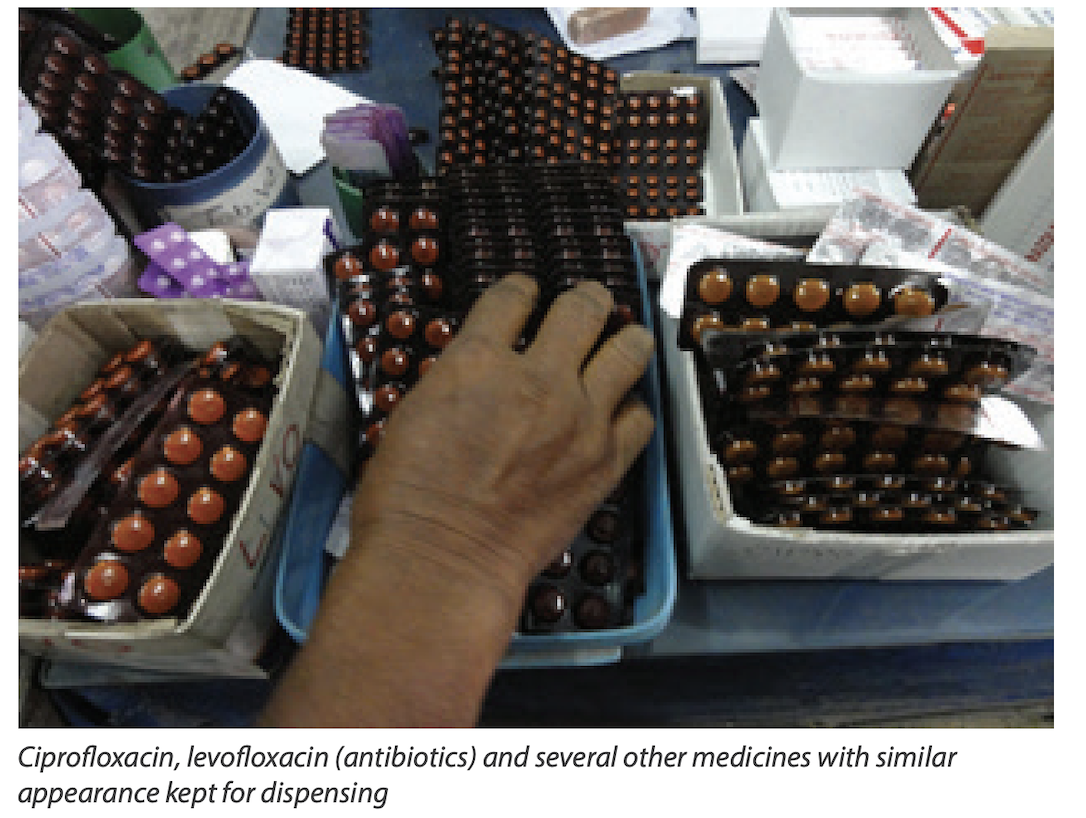 Ciprofloxacin, levofloxacin (antibiotics) and several other medicines with similar
appearance kept for dispensing